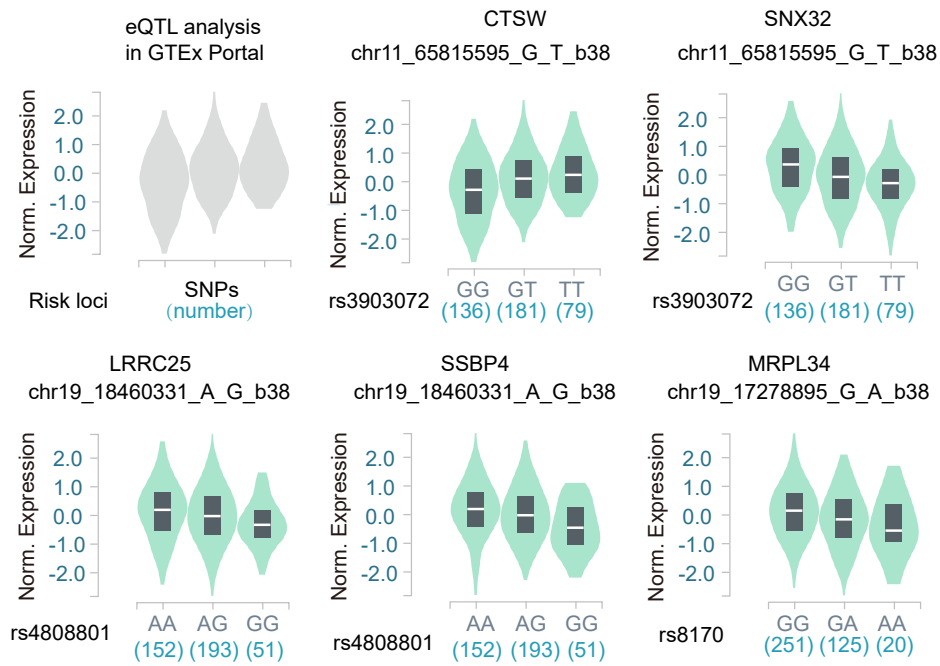 eQTL analysis
in GTEx Portal
Norm. Expression
2.0
1.0
0.0
-1.0
-2.0
Risk loci
SNPs
(number)
CTSW
chr11_65815595_G_T_b38
Norm. Expression
2.0
1.0
0.0
-1.0
-2.0
rs3903072
GG GT TT
(136) (181) (79)
SNX32
chr11_65815595_G_T_b38
Norm. Expression
2.0
1.0
0.0
-1.0
-2.0
rs3903072
GG GT TT
(136) (181) (79)
LRRC25
chr19_18460331_A_G_b38
Norm. Expression
2.0
1.0
0.0
-1.0
-2.0
rs4808801
AA AG GG
(152) (193) (51)
SSBP4
chr19_18460331_A_G_b38
Norm. Expression
2.0
1.0
0.0
-1.0
-2.0
rs4808801
AA AG GG
(152) (193) (51)
MRPL34
chr19_17278895_G_A_b38
Norm. Expression
2.0
1.0
0.0
-1.0
-2.0
rs8170
GG GA AA
(251) (125) (20)